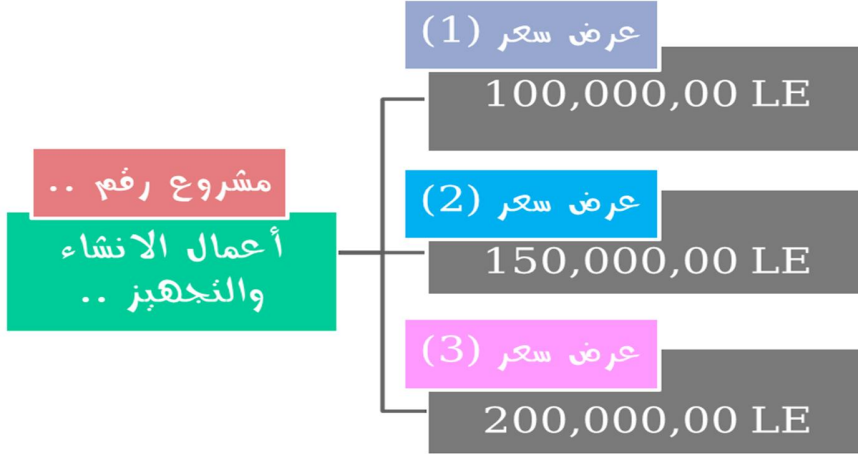 مشروع رقم ..
أعمال الانشاء
والتجهيز ..
عرض سعر (1)
100,000,00 LE
عرض سعر (2)
150,000,00 LE
عرض سعر (3)
200,000,00 LE